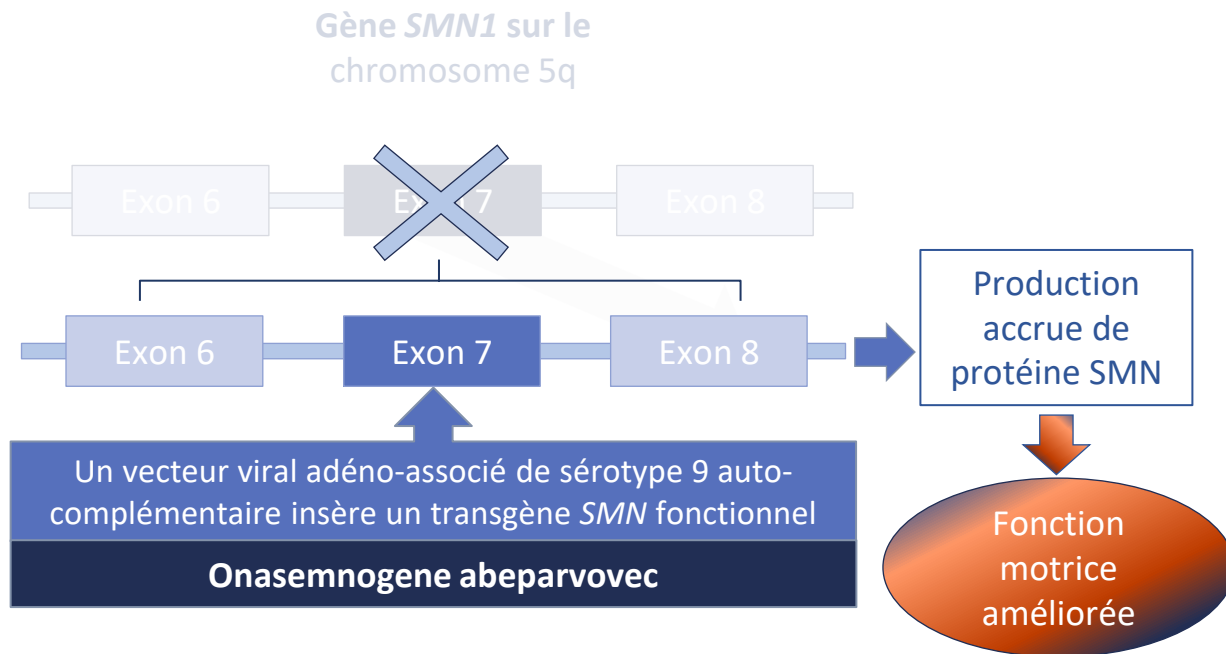 Gène SMN1 sur le
chromosome 5q
Exon 6
Exon 7
Exon 8
Exon 6
Exon 7
Exon 8
Production
accrue de
protéine SMN
Un vecteur viral adéno-associé de sérotype 9 auto-
complémentaire insère un transgène SMN fonctionnel
Onasemnogene abeparvovec
Fonction
motrice
améliorée